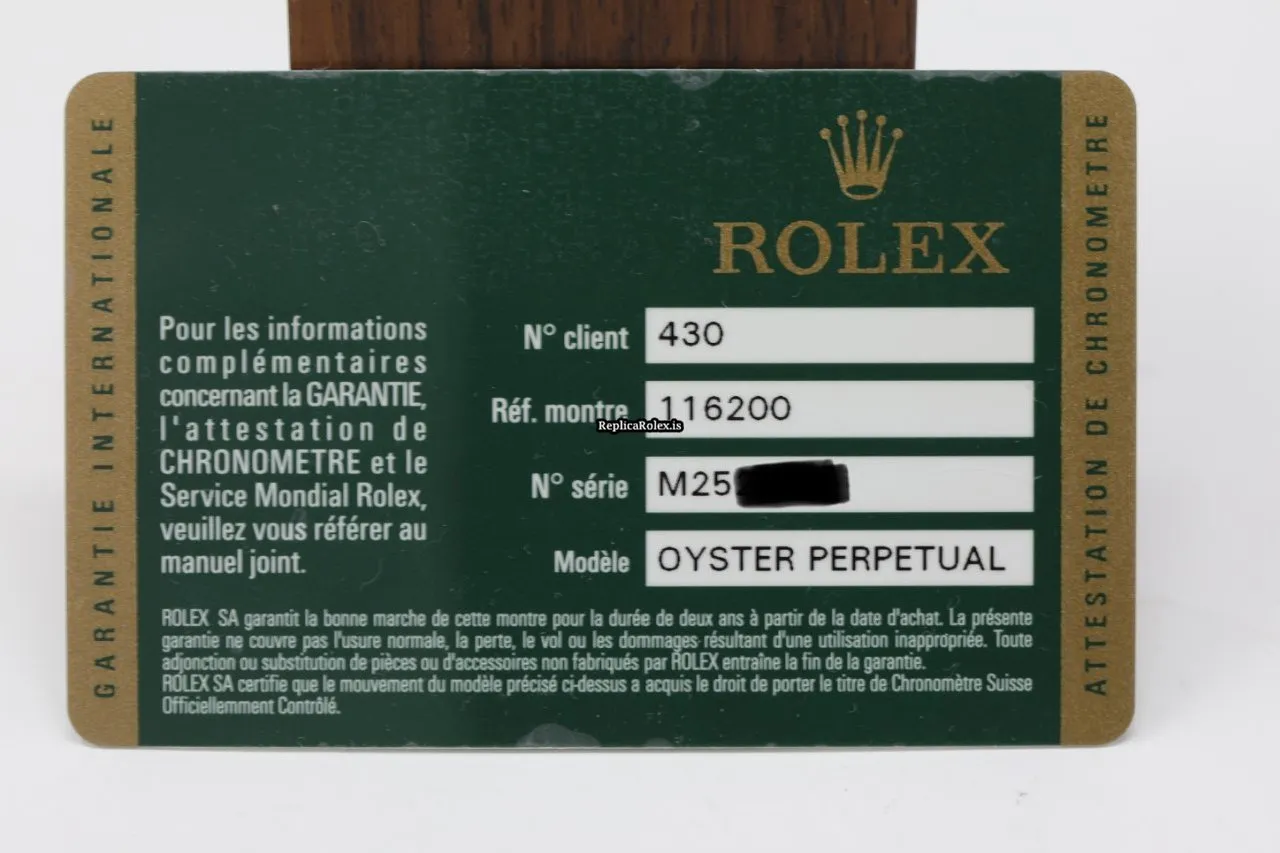 GARANTIE INTERNATIONALE
ROLEX
Pour les informations
complémentaires
concernant la GARANTIE,
l'attestation de
CHRONOMETRE et le
Service Mondial Rolex,
veuillez vous référer au
manuel joint.
N° client 430
Réf. montre 116200
ReplicaRolex.is
N° série M25
Modèle OYSTER PERPETUAL
ROLEX SA garantit la bonne marche de cette montre pour la durée de deux ans à partir de la date d'achat. La présente
garantie ne couvre pas l'usure normale, la perte, le vol ou les dommages résultant d'une utilisation inappropriée. Toute
adjonction ou substitution de pièces ou d'accessoires non fabriqués par ROLEX entraîne la fin de la garantie.
ROLEX SA certifie que le mouvement du modèle précisé ci-dessus a acquis le droit de porter le titre de Chronomètre Suisse
Officiellemment Contrôlé.
ATTESTATION DE CHRONOMETRE